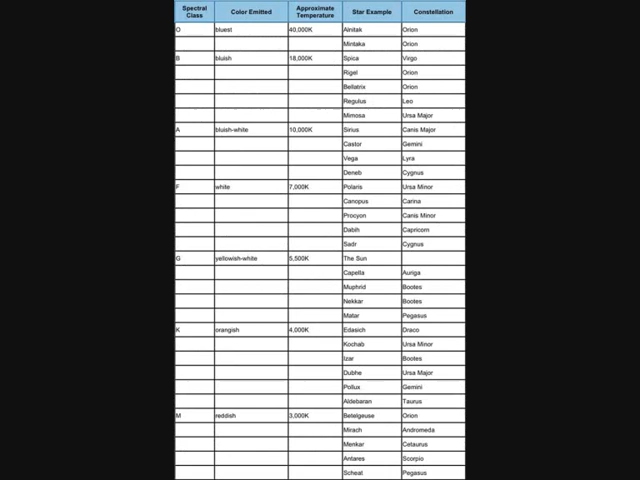 Spectral Class Color Emitted Approximate Temperature Star Example Constellation
O bluest 40,000K Alnitak Orion
Mintaka Orion
B bluish 18,000K Spica Virgo
Rigel Orion
Bellatrix Orion
Regulus Leo
Mimosa Ursa Major
A bluish-white 10,000K Sirius Canis Major
Castor Gemini
Vega Lyra
Deneb Cygnus
F white 7,000K Polaris Ursa Minor
Canopus Carina
Procyon Canis Minor
Dabih Capricorn
Sadr Cygnus
G yellowish-white 5,500K The Sun
Capella Auriga
Muphrid Bootes
Nekkar Bootes
Matar Pegasus
K orangish 4,000K Edasich Draco
Kochab Ursa Minor
Izar Bootes
Dubhe Ursa Major
Pollux Gemini
Aldebaran Taurus
M reddish 3,000K Betelgeuse Orion
Mirach Andromeda
Menkar Cetaurus
Antares Scorpio
Scheat Pegasus